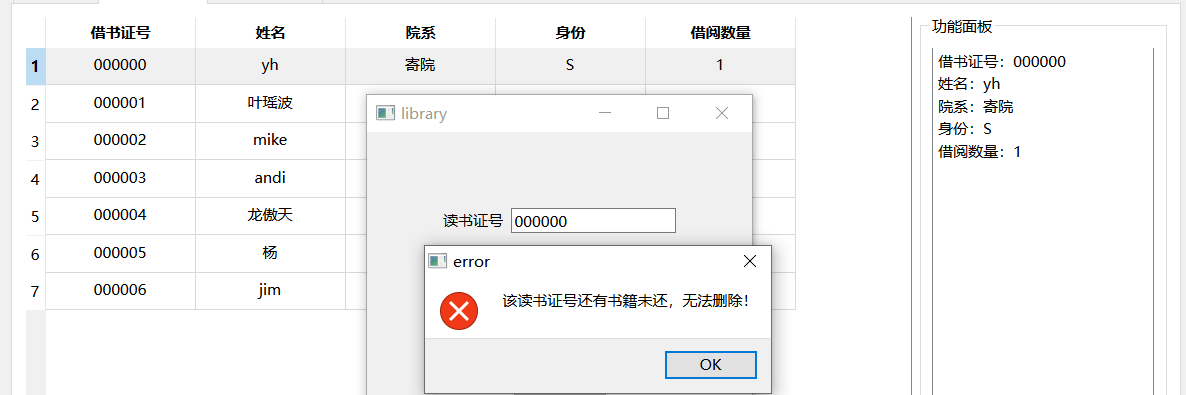 借书证号 姓名 院系 身份 借阅数量
1 000000 yh 寄院 S 1
2 000001 叶瑶波
3 000002 mike
4 000003 andi
5 000004 龙傲天
6 000005 杨
7 000006 jim
library
读书证号 000000
error
该读书证号还有书籍未还，无法删除！
OK
功能面板
借书证号：000000
姓名：yh
院系：寄院
身份：S
借阅数量：1